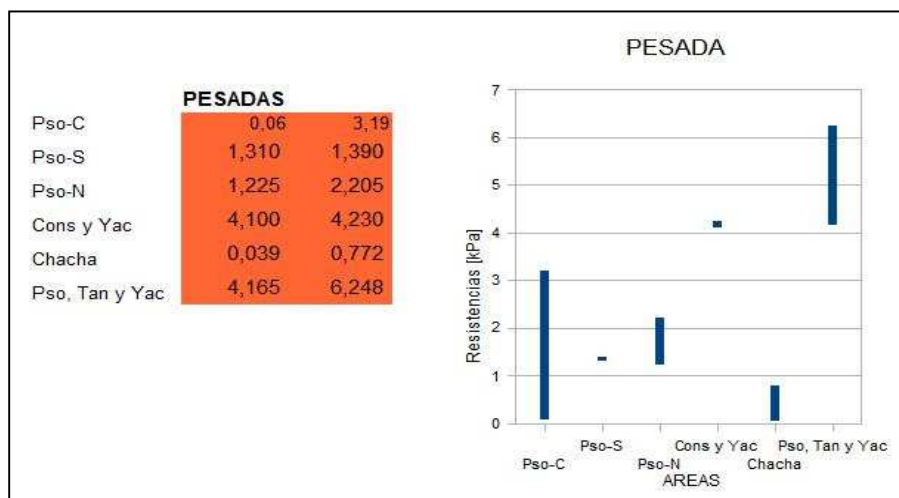 PESADAS
Pso-C 0,06 3,19
Pso-S 1,310 1,390
Pso-N 1,225 2,205
Cons y Yac 4,100 4,230
Chacha 0,039 0,772
Pso, Tan y Yac 4,165 6,248
PESADA
Resistencias [kPa]
7
6
5
4
3
2
1
0
Pso-S Cons y Yac Pso, Tan y Yac
Pso-C Pso-N Chacha
AREAS